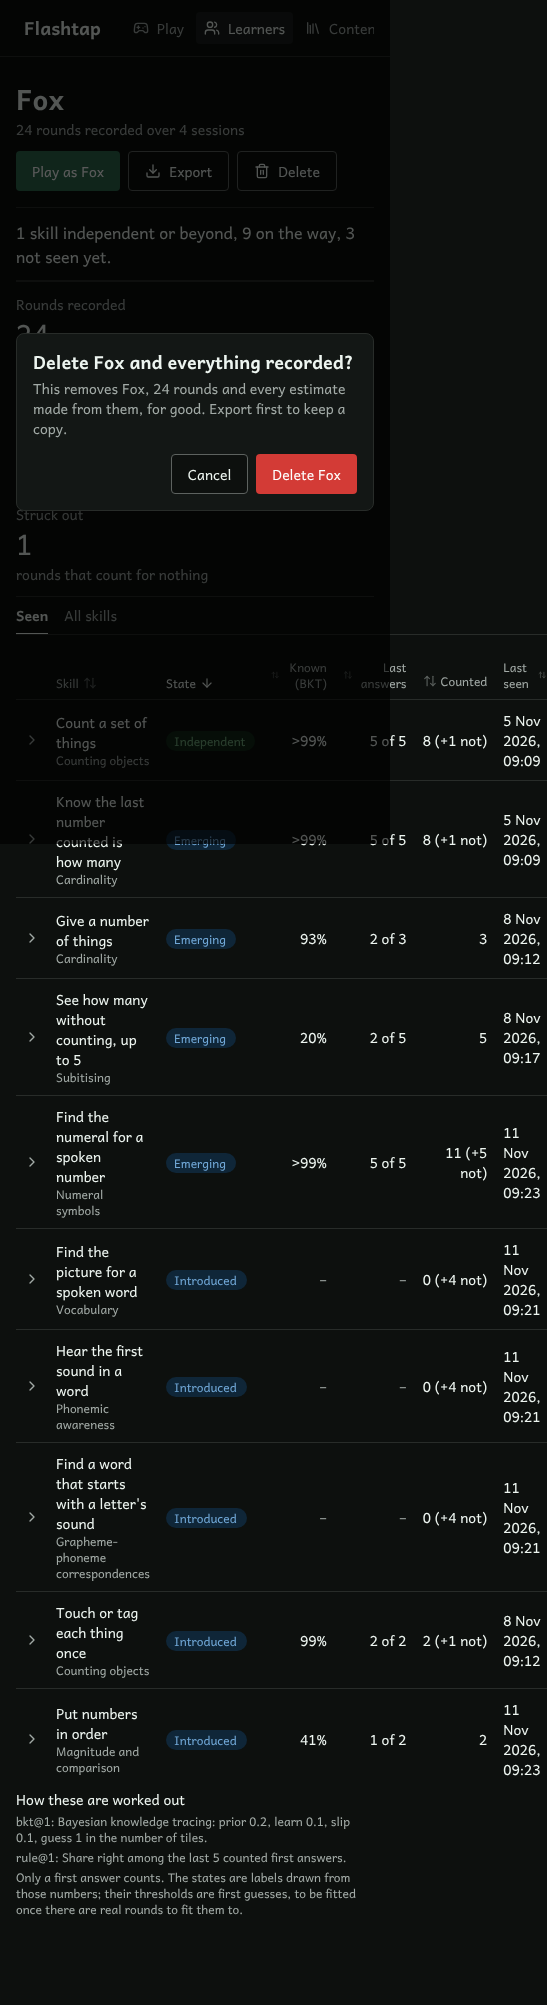 Flashtap Play Learners Conten
Fox
24 rounds recorded over 4 sessions
Play as Fox Export Delete
1 skill independent or beyond, 9 on the way, 3
not seen yet.
Rounds recorded
24
Delete Fox and everything recorded?
This removes Fox, 24 rounds and every estimate
made from them, for good. Export first to keep a
copy.
Cancel Delete Fox
Struck out
1
rounds that count for nothing
Seen All skills
Skill State Known (BKT) Last answers Counted Last seen
Count a set of
things
Counting objects
Independent >99% 5 of 5 8 (+1 not)
5 Nov
2026,
09:09
Know the last
number
counted is
how many
Cardinality
Emerging >99% 5 of 5 8 (+1 not)
5 Nov
2026,
09:09
Give a number
of things
Cardinality
Emerging 93% 2 of 3 3
8 Nov
2026,
09:12
See how many
without
counting, up
to 5
Subitising
Emerging 20% 2 of 5 5
8 Nov
2026,
09:17
Find the
numeral for a
spoken
number
Numeral
symbols
Emerging >99% 5 of 5
11 (+5
not)
11
Nov
2026,
09:23
Find the
picture for a
spoken word
Vocabulary
Introduced – – 0 (+4 not)
11
Nov
2026,
09:21
Hear the first
sound in a
word
Phonemic
awareness
Introduced – – 0 (+4 not)
11
Nov
2026,
09:21
Find a word
that starts
with a letter's
sound
Grapheme-
phoneme
correspondences
Introduced – – 0 (+4 not)
11
Nov
2026,
09:21
Touch or tag
each thing
once
Counting objects
Introduced 99% 2 of 2 2 (+1 not)
8 Nov
2026,
09:12
Put numbers
in order
Magnitude and
comparison
Introduced 41% 1 of 2 2
11
Nov
2026,
09:23
How these are worked out
bkt@1: Bayesian knowledge tracing: prior 0.2, learn 0.1, slip
0.1, guess 1 in the number of tiles.
rule@1: Share right among the last 5 counted first answers.
Only a first answer counts. The states are labels drawn from
those numbers; their thresholds are first guesses, to be fitted
once there are real rounds to fit them to.